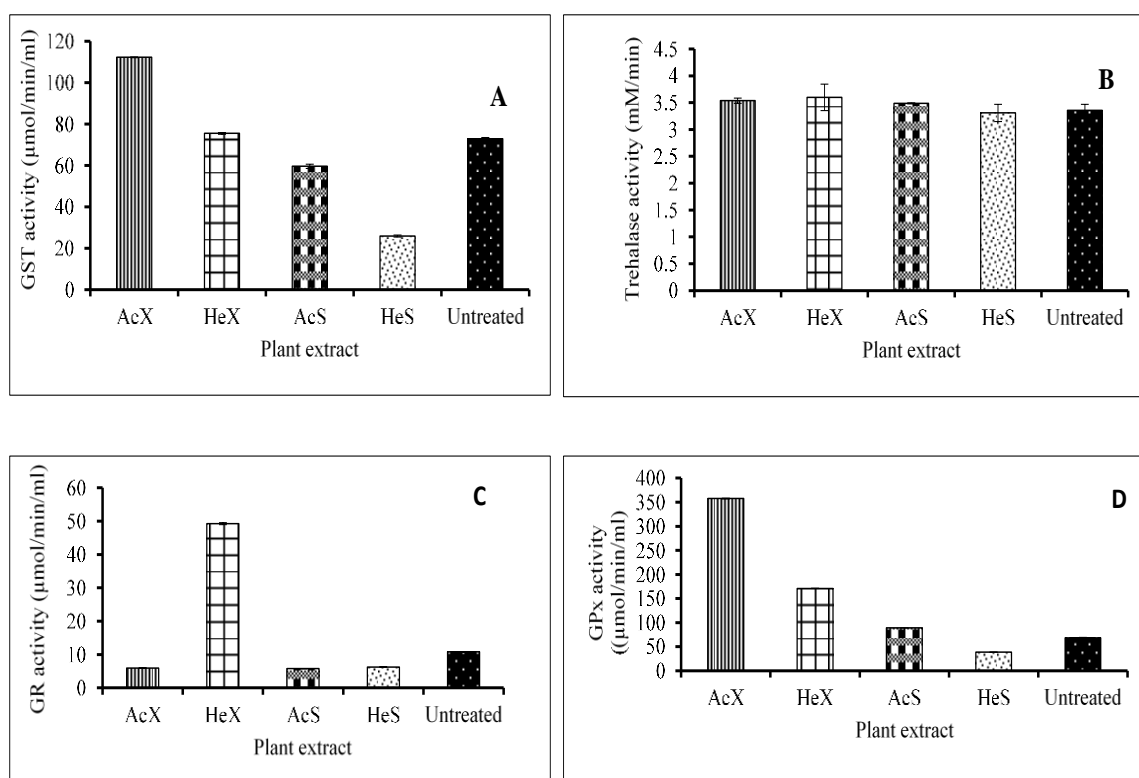 A
GST activity (µmol/min/ml)
120
100
80
60
40
20
0
AcX HeX AcS HeS Untreated
Plant extract
B
Trehalase activity (mM/min)
4.5
4
3.5
3
2.5
2
1.5
1
0.5
0
AcX HeX AcS HeS Untreated
Plant extract
C
GR activity (µmol/min/ml)
60
50
40
30
20
10
0
AcX HeX AcS HeS Untreated
Plant extract
D
GPx activity
((µmol/min/ml)
400
350
300
250
200
150
100
50
0
AcX HeX AcS HeS Untreated
Plant extract